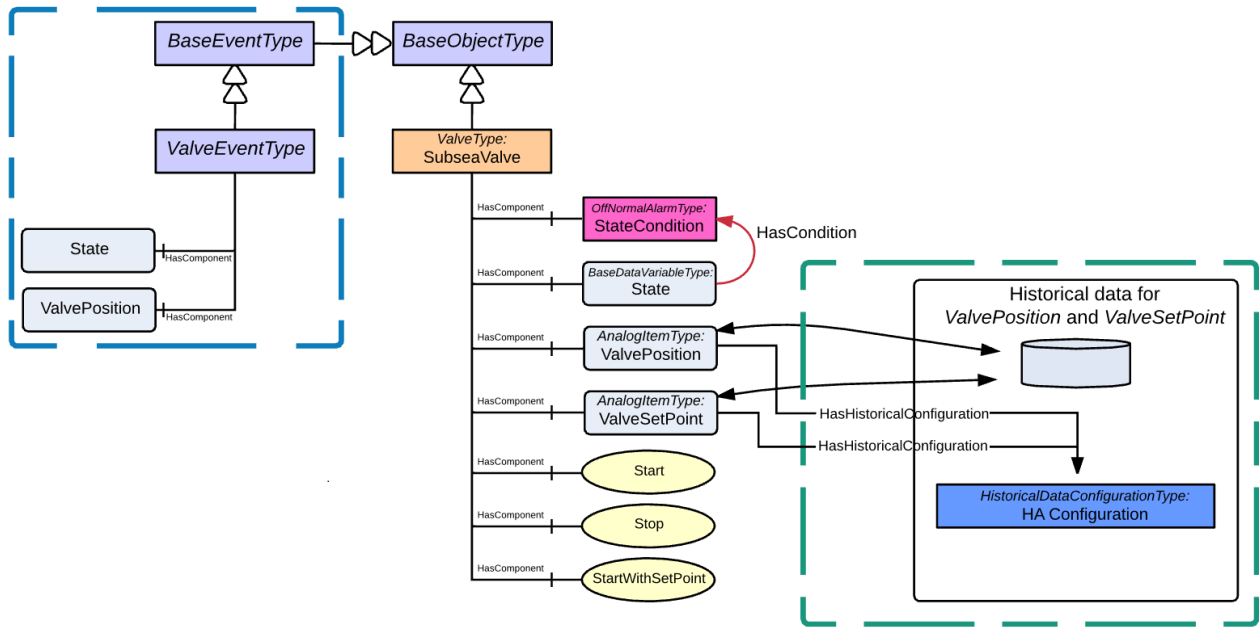 BaseEventType
BaseObjectType
ValveEventType
ValveType:
SubseaValve
State
HasComponent
ValvePosition
HasComponent
HasComponent
OffNormalAlarmType:
StateCondition
HasCondition
HasComponent
BaseDataVariableType:
State
HasComponent
AnalogItemType:
ValvePosition
HasComponent
AnalogItemType:
ValveSetPoint
HasComponent
Start
HasComponent
Stop
HasComponent
StartWithSetPoint
Historical data for
ValvePosition and ValveSetPoint
HasHistoricalConfiguration
HasHistoricalConfiguration
HistoricalDataConfigurationType:
HA Configuration